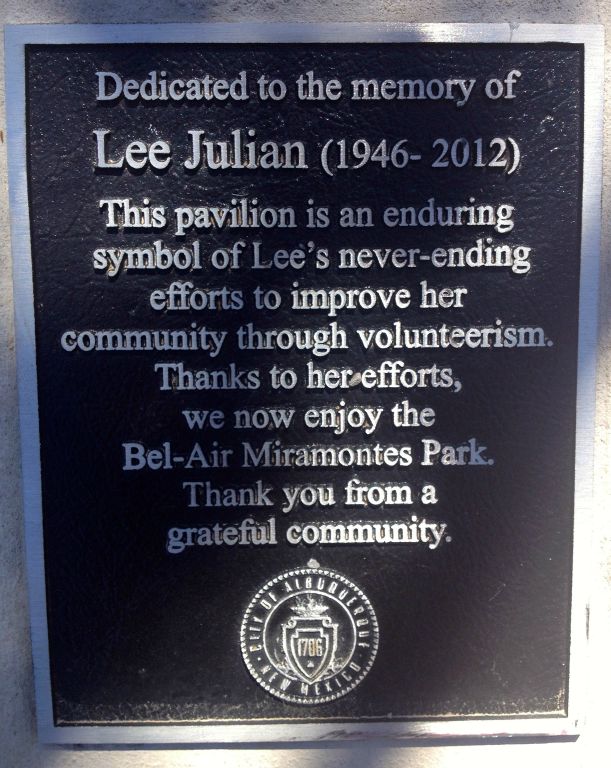 Dedicated to the memory of
Lee Julian (1946- 2012)
This pavilion is an enduring
symbol of Lee's never-ending
efforts to improve her
community through volunteerism.
Thanks to her efforts,
we now enjoy the
Bel-Air Miramontes Park.
Thank you from a
grateful community.
CITY OF ALBUQUERQUE
1706
NEW MEXICO